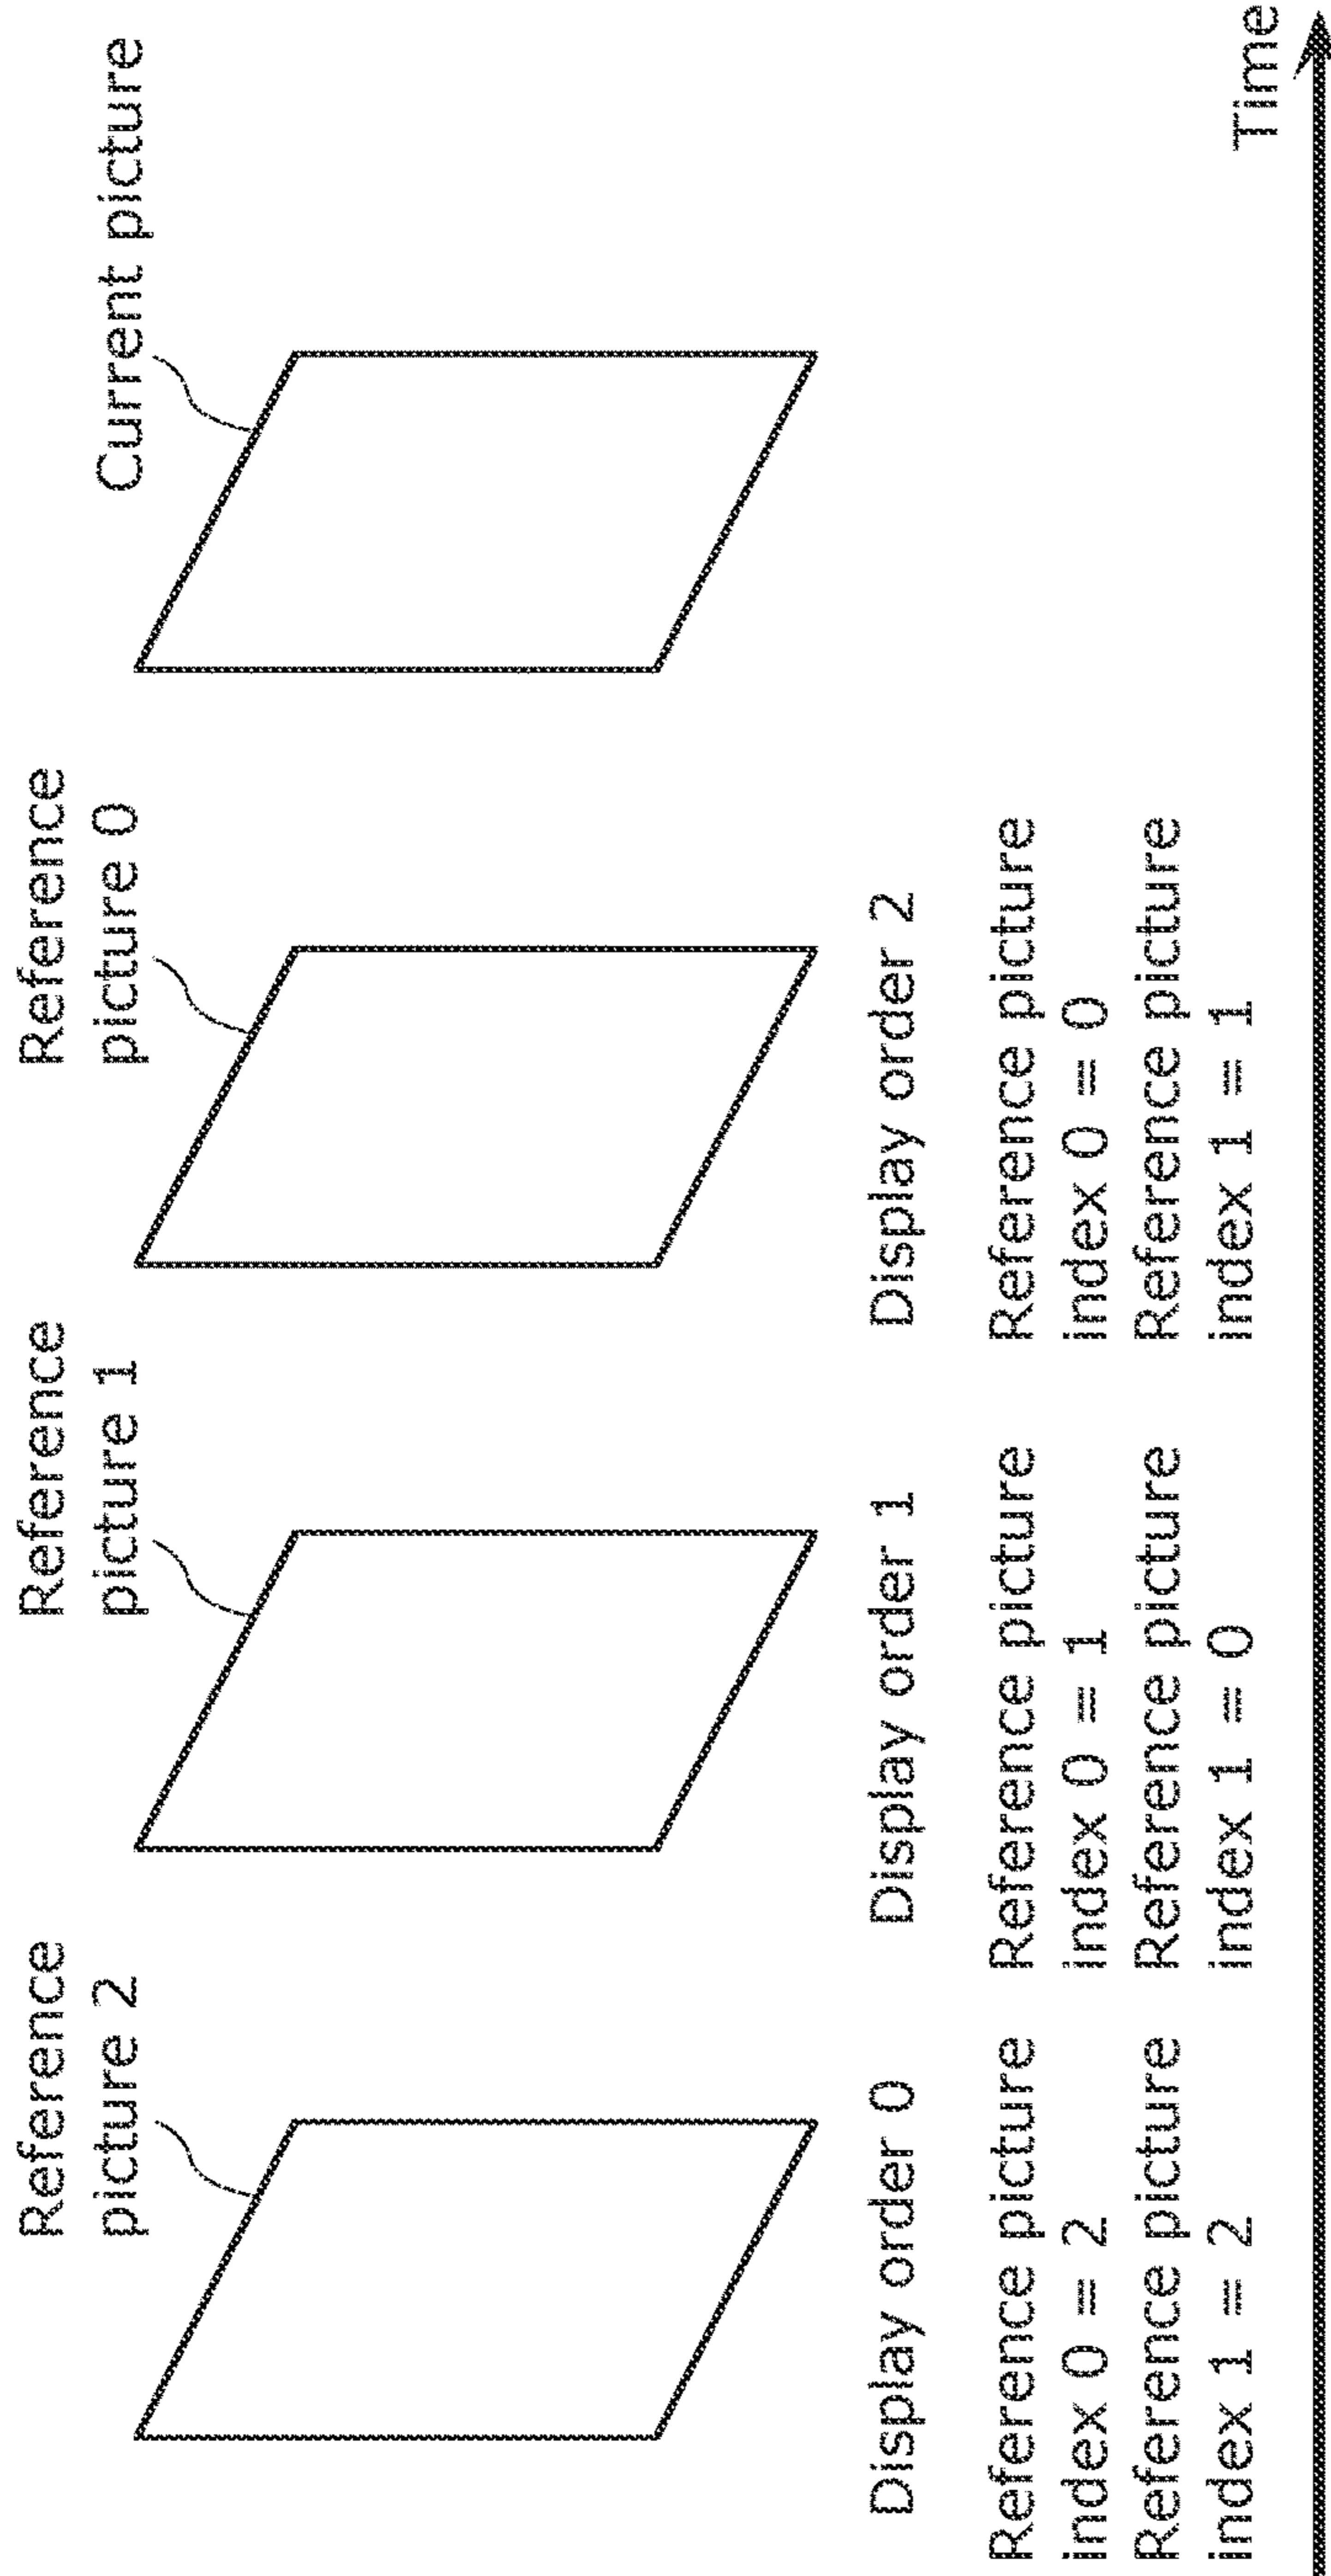 Reference
picture 2
Reference
picture 1
Reference
picture 0
Current picture
Display order 0
Display order 1
Display order 2
Reference picture
index 0 = 2
Reference picture
index 1 = 2
Reference picture
index 0 = 1
Reference picture
index 1 = 0
Reference picture
index 0 = 0
Reference picture
index 1 = 1
Time